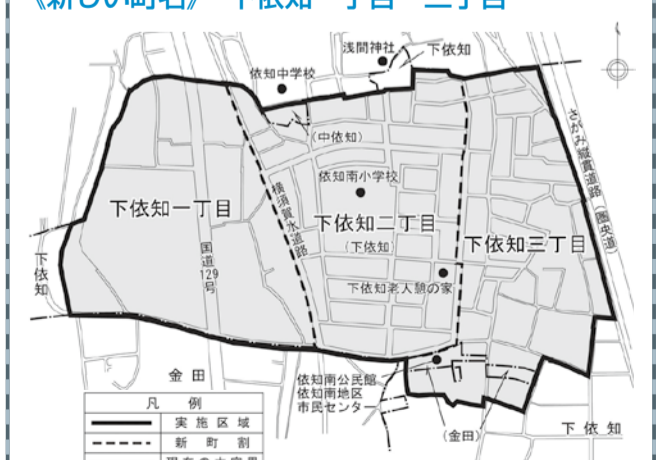 《新しい町名》 下依知一丁目~三丁目
浅間神社
下依知
依知中学校
(中依知)
さがみ縦貫道路(圏央道)
依知南小学校
横須賀水道路
下依知一丁目
下依知二丁目
(下依知)
下依知三丁目
国道129号
下依知
下依知老人憩の家
金田
依知南公民館
依知南地区
市民センター
(金田)
下依知
凡例
実施区域
新町割